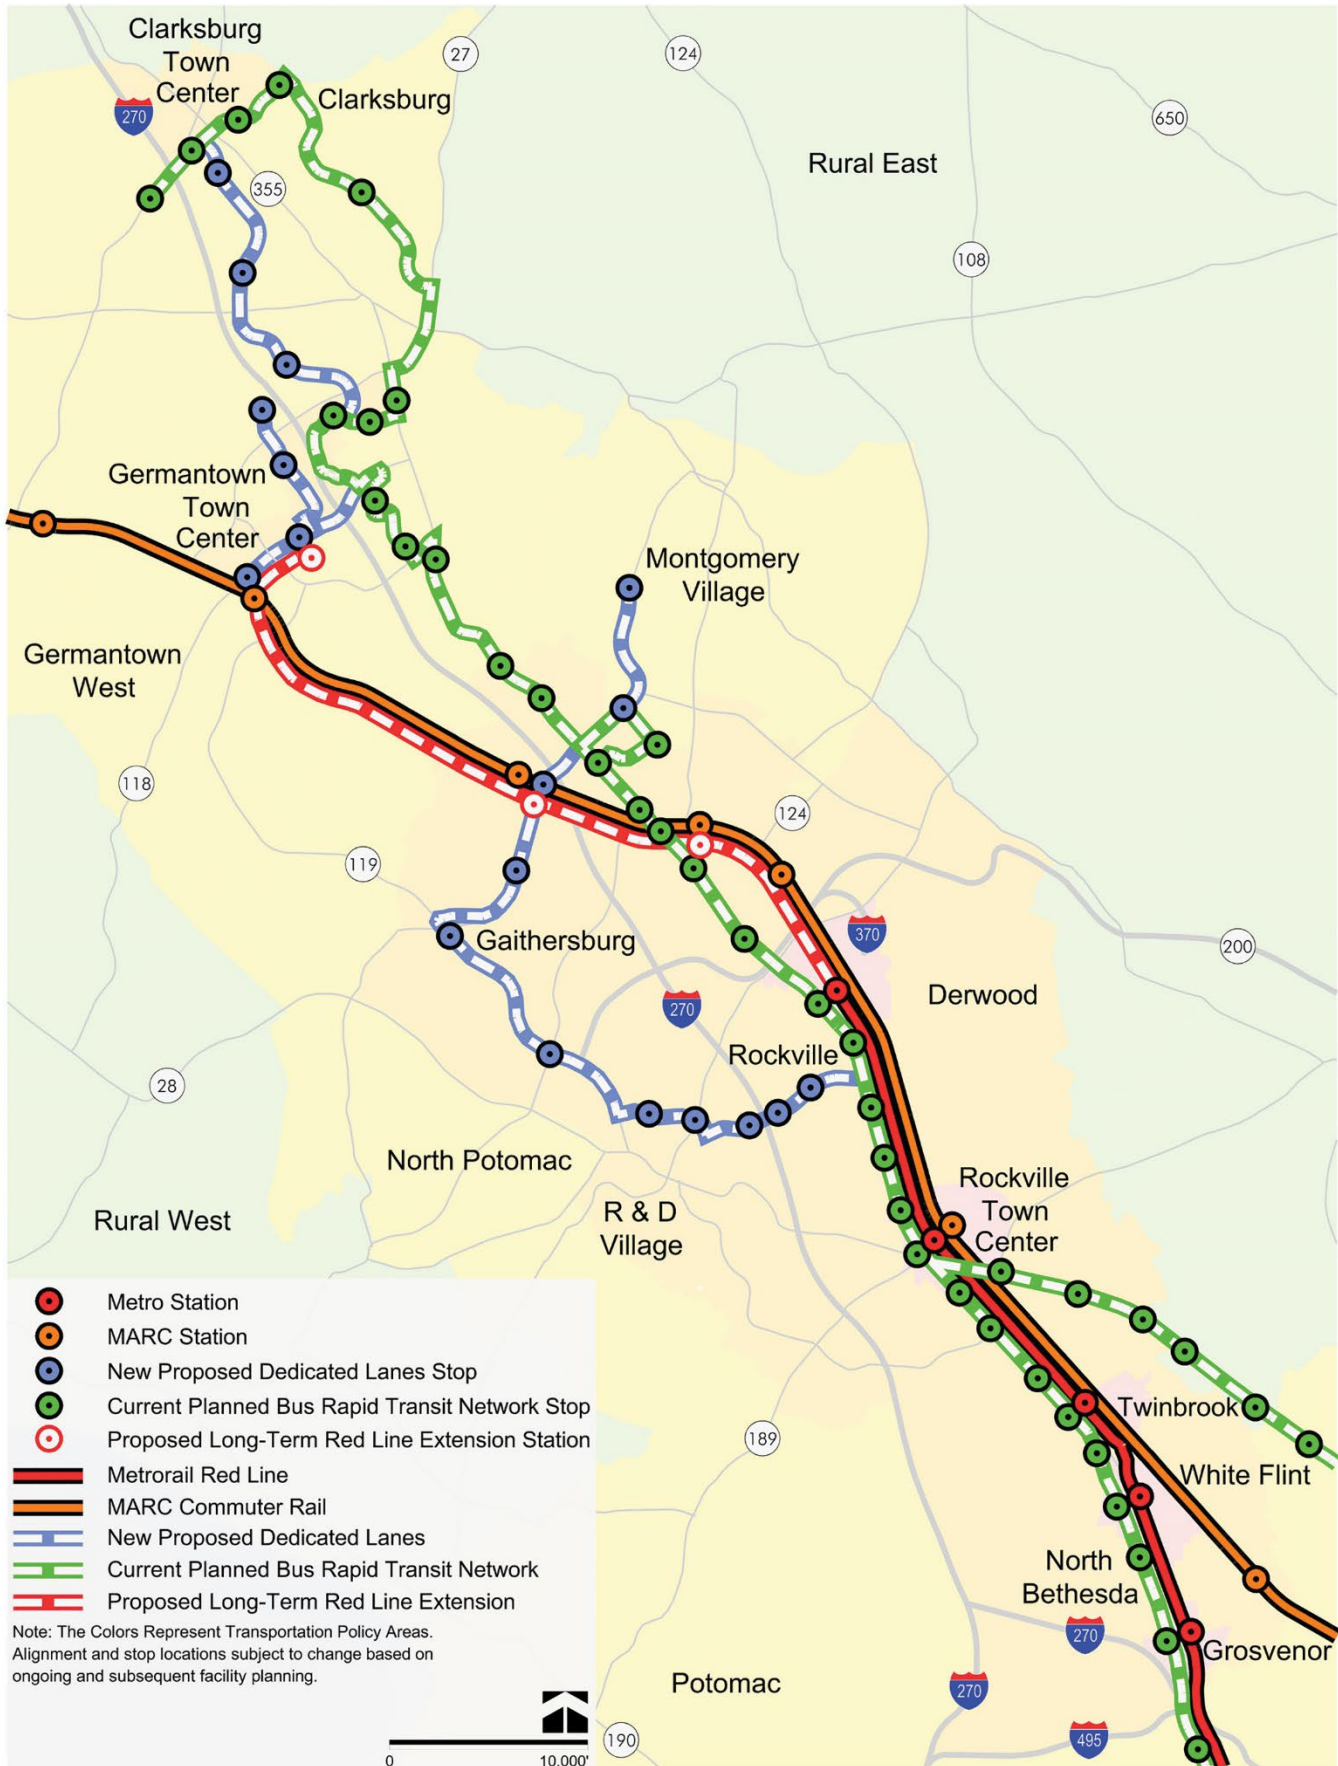 Clarksburg
Town
Center
27
124
270
Clarksburg
650
Rural East
355
108
Germantown
Town
Center
Montgomery
Village
Germantown
West
118
124
119
370
Gaithersburg
200
270
Derwood
Rockville
28
North Potomac
Rockville
Town
Center
R & D
Village
Rural West
Metro Station
MARC Station
New Proposed Dedicated Lanes Stop
Current Planned Bus Rapid Transit Network Stop
Proposed Long-Term Red Line Extension Station
Metrorail Red Line
MARC Commuter Rail
New Proposed Dedicated Lanes
Current Planned Bus Rapid Transit Network
Proposed Long-Term Red Line Extension
Note: The Colors Represent Transportation Policy Areas.
Alignment and stop locations subject to change based on
ongoing and subsequent facility planning.
0 10,000'
Twinbrook
189
White Flint
North
Bethesda
270
Grosvenor
Potomac
270
190
495